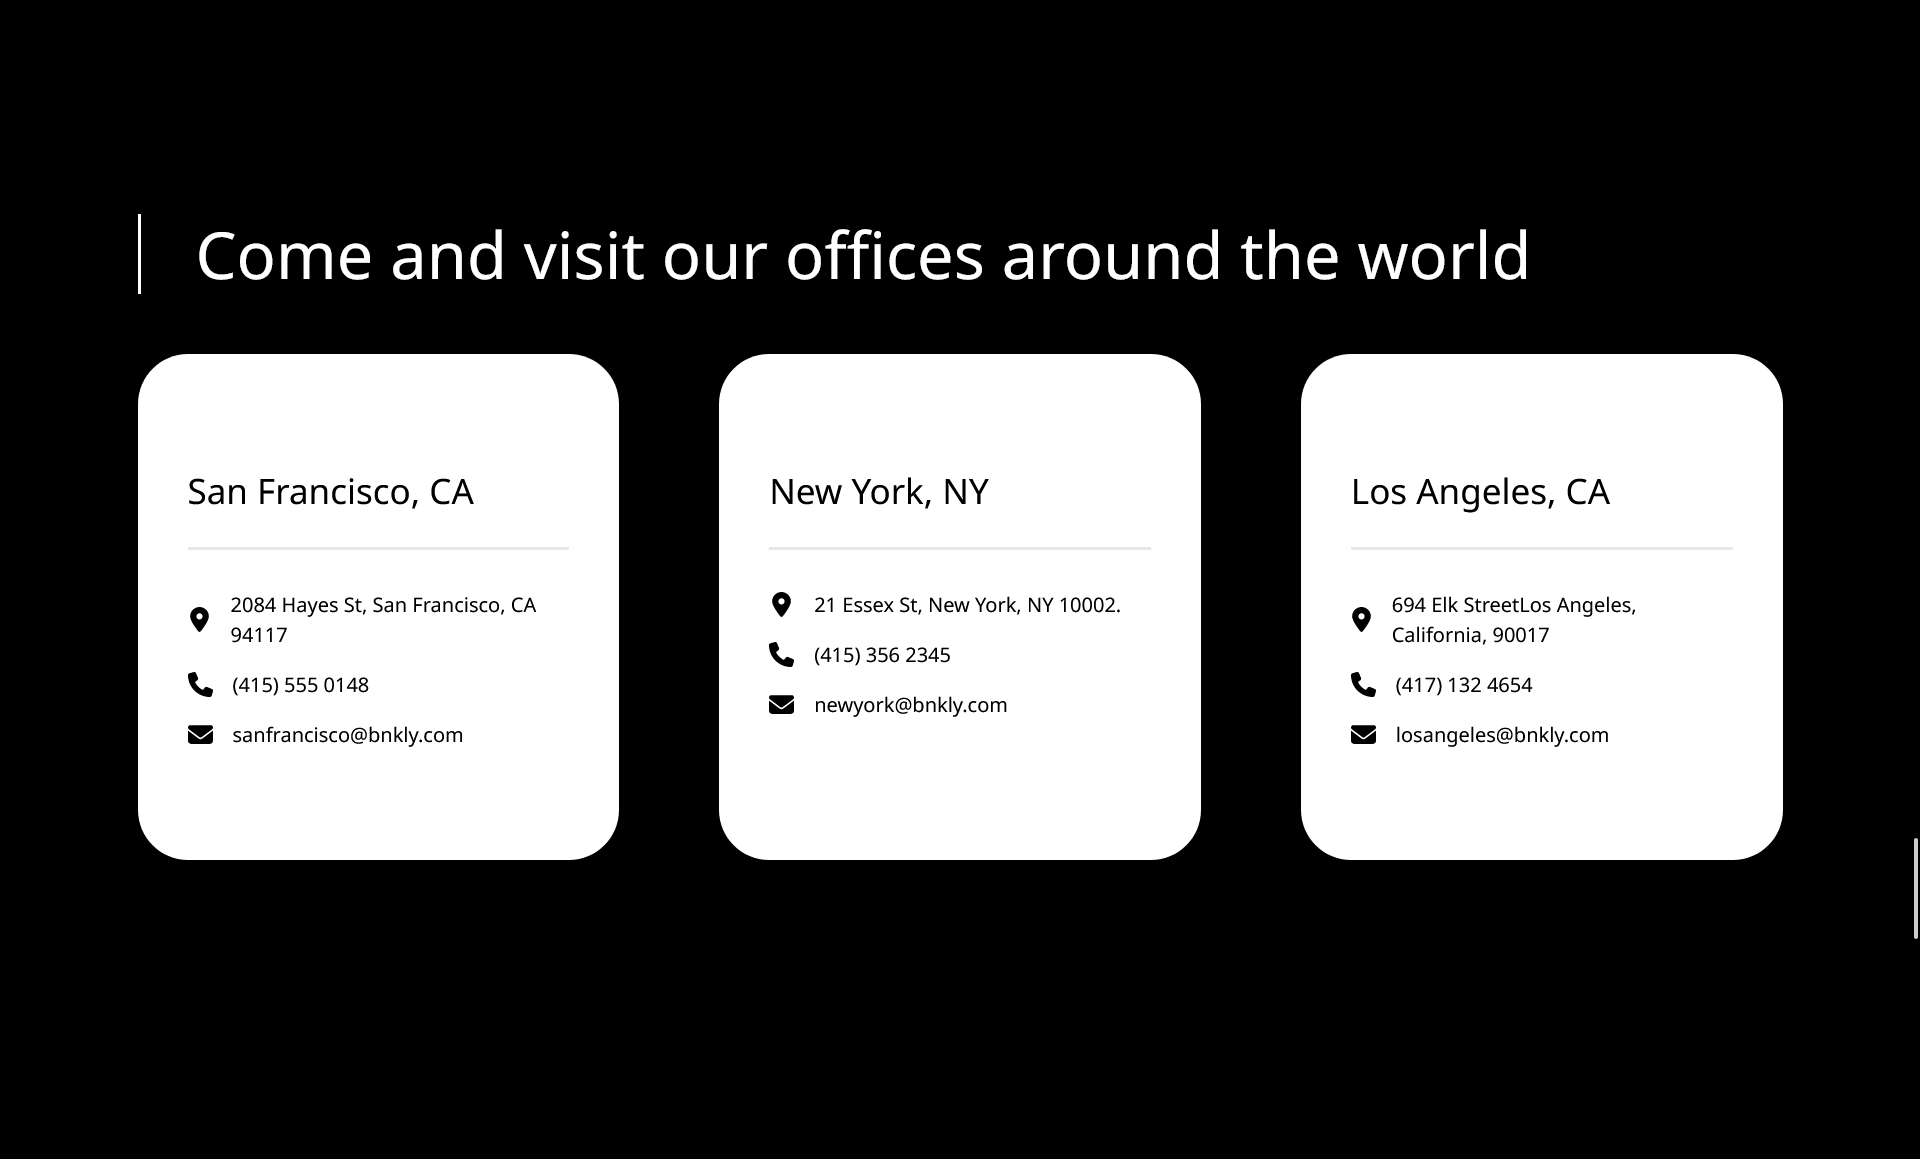 Come and visit our offices around the world
San Francisco, CA
2084 Hayes St, San Francisco, CA
94117
(415) 555 0148
sanfrancisco@bnkly.com
New York, NY
21 Essex St, New York, NY 10002.
(415) 356 2345
newyork@bnkly.com
Los Angeles, CA
694 Elk StreetLos Angeles,
California, 90017
(417) 132 4654
losangeles@bnkly.com